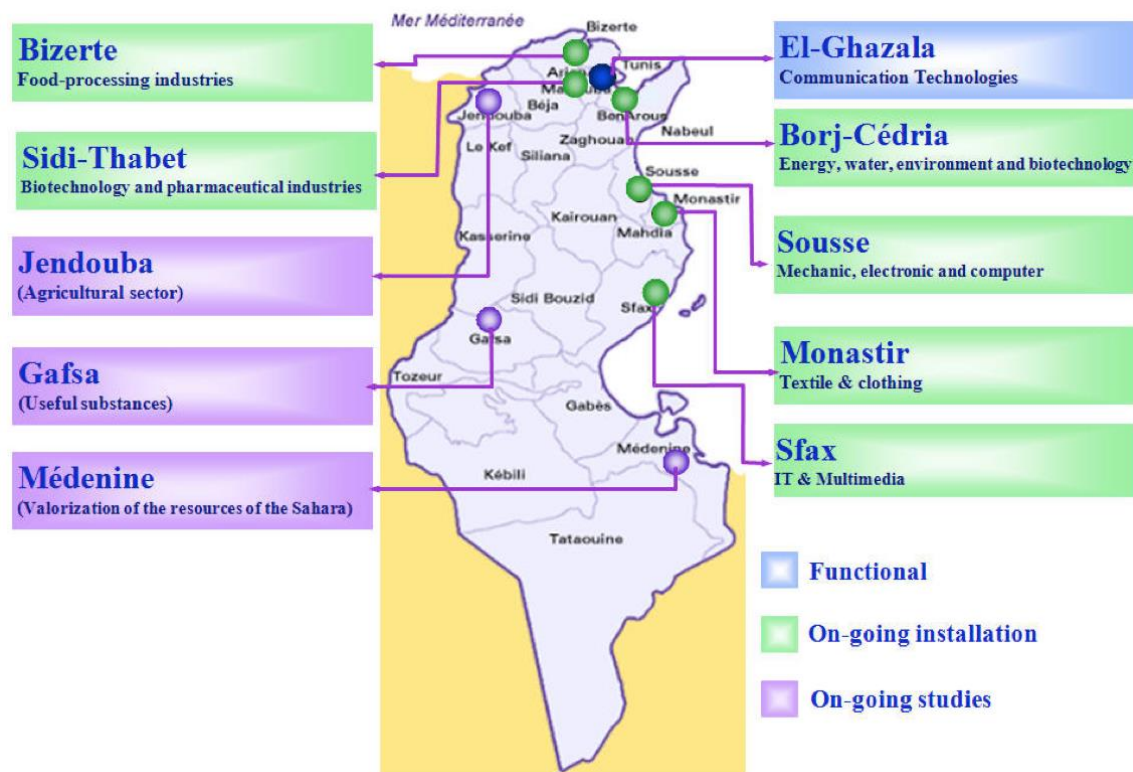 Mer Méditerranée
Bizerte
Food-processing industries
Sidi-Thabet
Biotechnology and pharmaceutical industries
Jendouba
(Agricultural sector)
Gafsa
(Useful substances)
Médenine
(Valorization of the resources of the Sahara)
Bizerte
Tunis
Béja
Jendouba
BenArous
Nabeul
Zaghouan
Le Kef
Siliana
Sousse
Monastir
Kairouan
Mahdia
Kasserine
Sidi Bouzid
Sfax
Gafsa
Tozeur
Gabès
Médenine
Kébili
Tataouine
El-Ghazala
Communication Technologies
Borj-Cédria
Energy, water, environment and biotechnology
Sousse
Mechanic, electronic and computer
Monastir
Textile & clothing
Sfax
IT & Multimedia
Functional
On-going installation
On-going studies